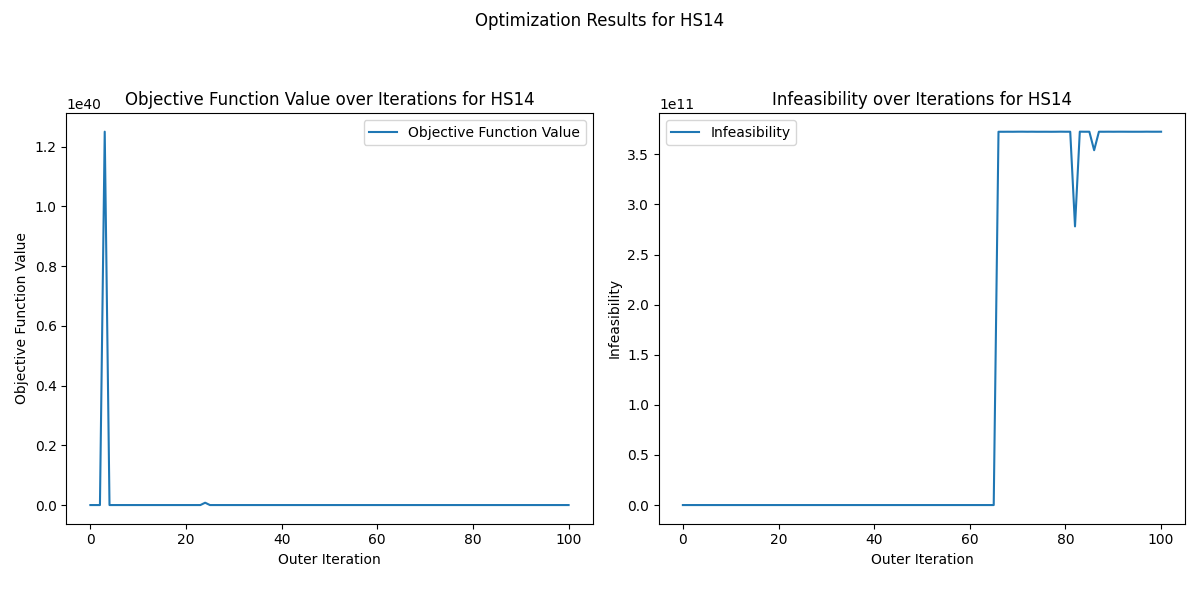 Optimization Results for HS14
Objective Function Value over Iterations for HS14
1e40
Objective Function Value
1.2
1.0
0.8
0.6
0.4
0.2
0.0
Objective Function Value
0 20 40 60 80 100
Outer Iteration
Infeasibility over Iterations for HS14
1e11
Infeasibility
3.5
3.0
2.5
2.0
1.5
1.0
0.5
0.0
Infeasibility
0 20 40 60 80 100
Outer Iteration